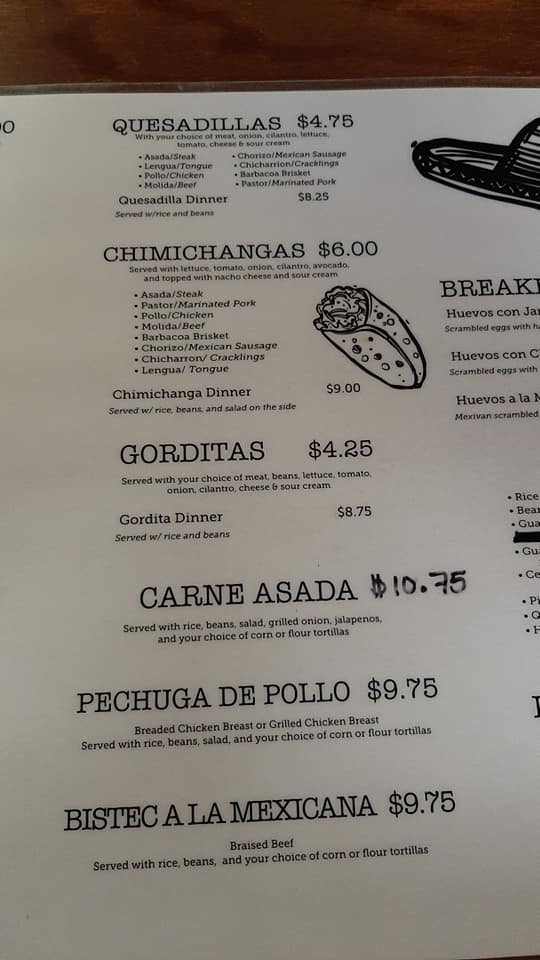 QUESADILLAS $4.75
With your choice of meat, onion, cilantro, lettuce,
tomato, cheese & sour cream
• Asada/Steak
• Lengua/Tongue
• Pollo/Chicken
• Molida/Beef
• Chorizo/Mexican Sausage
• Chicharrion/Cracklings
• Barbacoa Brisket
• Pastor/Marinated Pork
Quesadilla Dinner $8.25
Served w/rice and beans
CHIMICHANGAS $6.00
Served with lettuce, tomato, onion, cilantro, avocado,
and topped with nacho cheese and sour cream
• Asada/Steak
• Pastor/Marinated Pork
• Pollo/Chicken
• Molida/Beef
• Barbacoa Brisket
• Chorizo/Mexican Sausage
• Chicharron/ Cracklings
• Lengua/ Tongue
Chimichanga Dinner $9.00
Served w/ rice, beans, and salad on the side
GORDITAS $4.25
Served with your choice of meat, beans, lettuce, tomato,
onion, cilantro, cheese & sour cream
Gordita Dinner $8.75
Served w/ rice and beans
CARNE ASADA $10.75
Served with rice, beans, salad, grilled onion, jalapenos,
and your choice of corn or flour tortillas
PECHUGA DE POLLO $9.75
Breaded Chicken Breast or Grilled Chicken Breast
Served with rice, beans, salad, and your choice of corn or flour tortillas
BISTEC A LA MEXICANA $9.75
Braised Beef
Served with rice, beans, and your choice of corn or flour tortillas
Huevos con
Scrambled eggs with
Huevos con
Scrambled eggs with
Huevos a la
Mexivan scrambled
• Rice